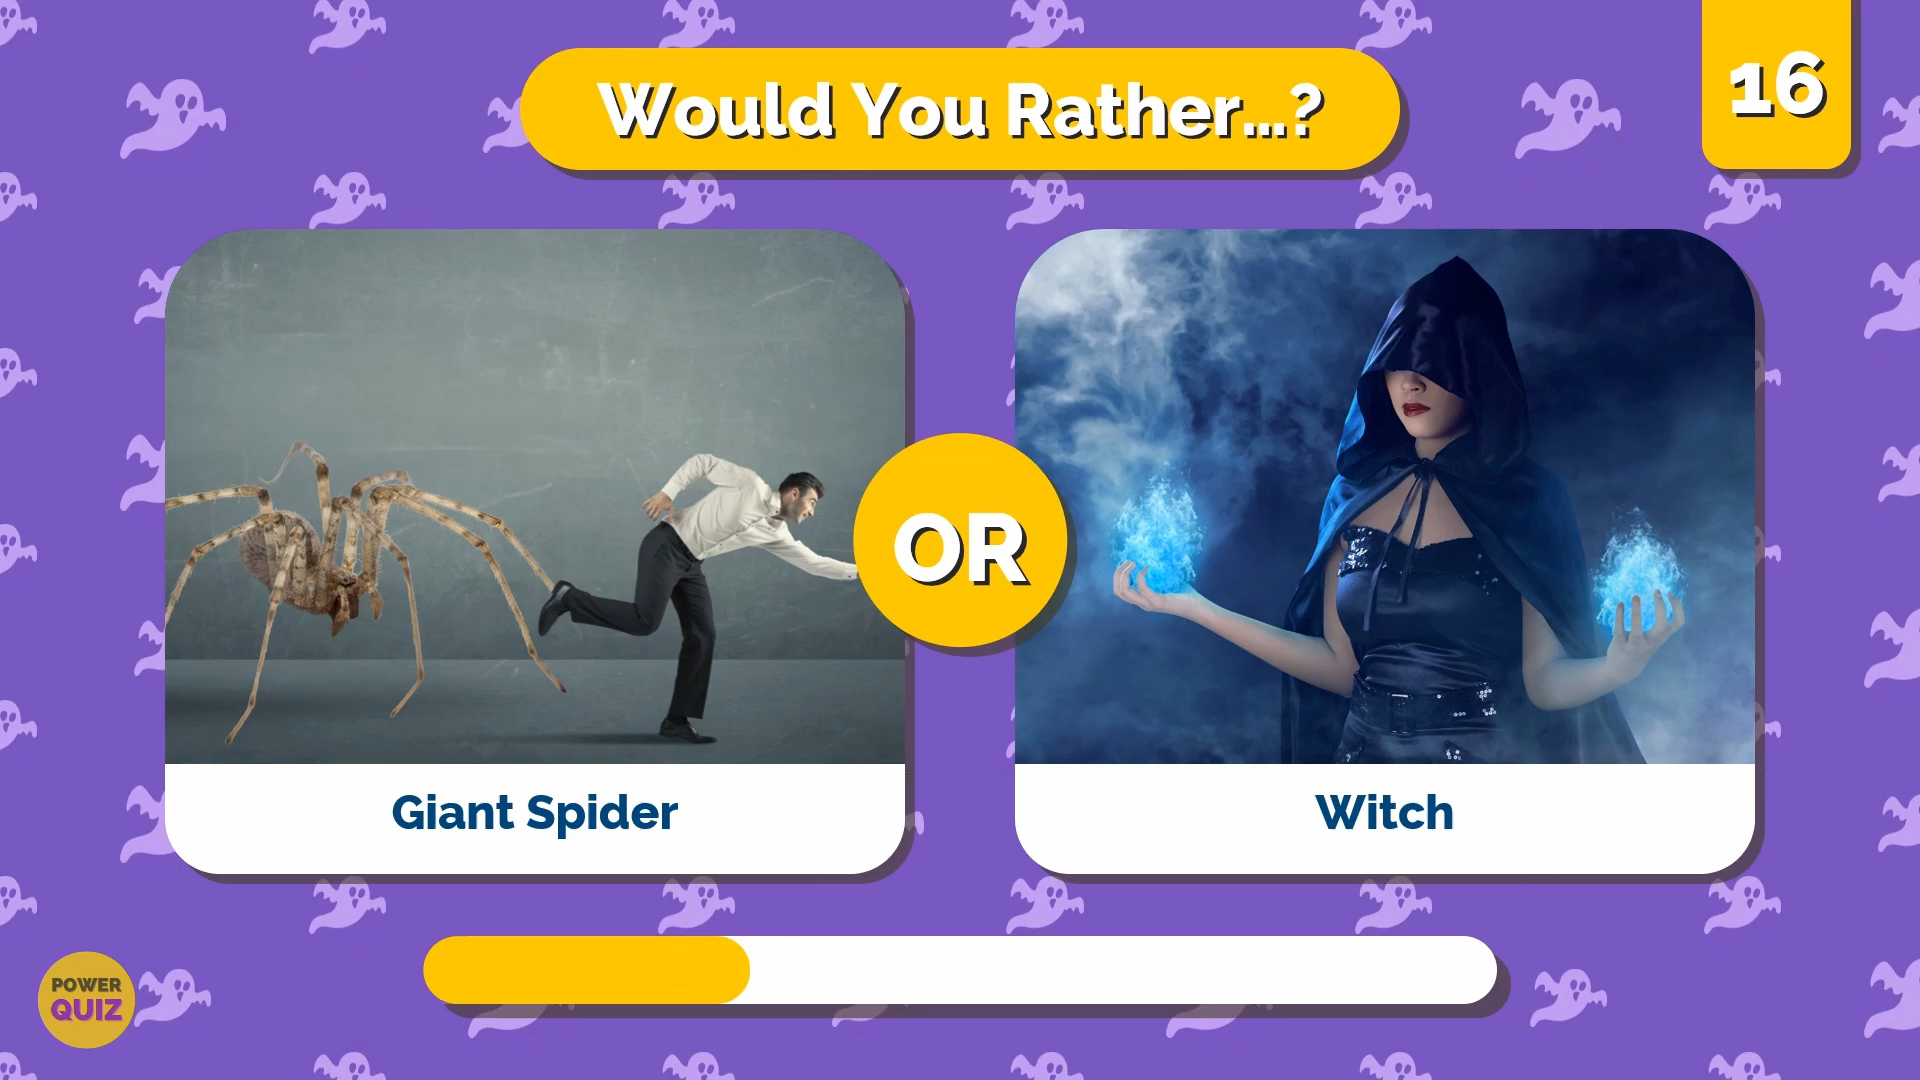 Would You Rather...?
16
OR
Giant Spider
Witch
POWER
QUIZ